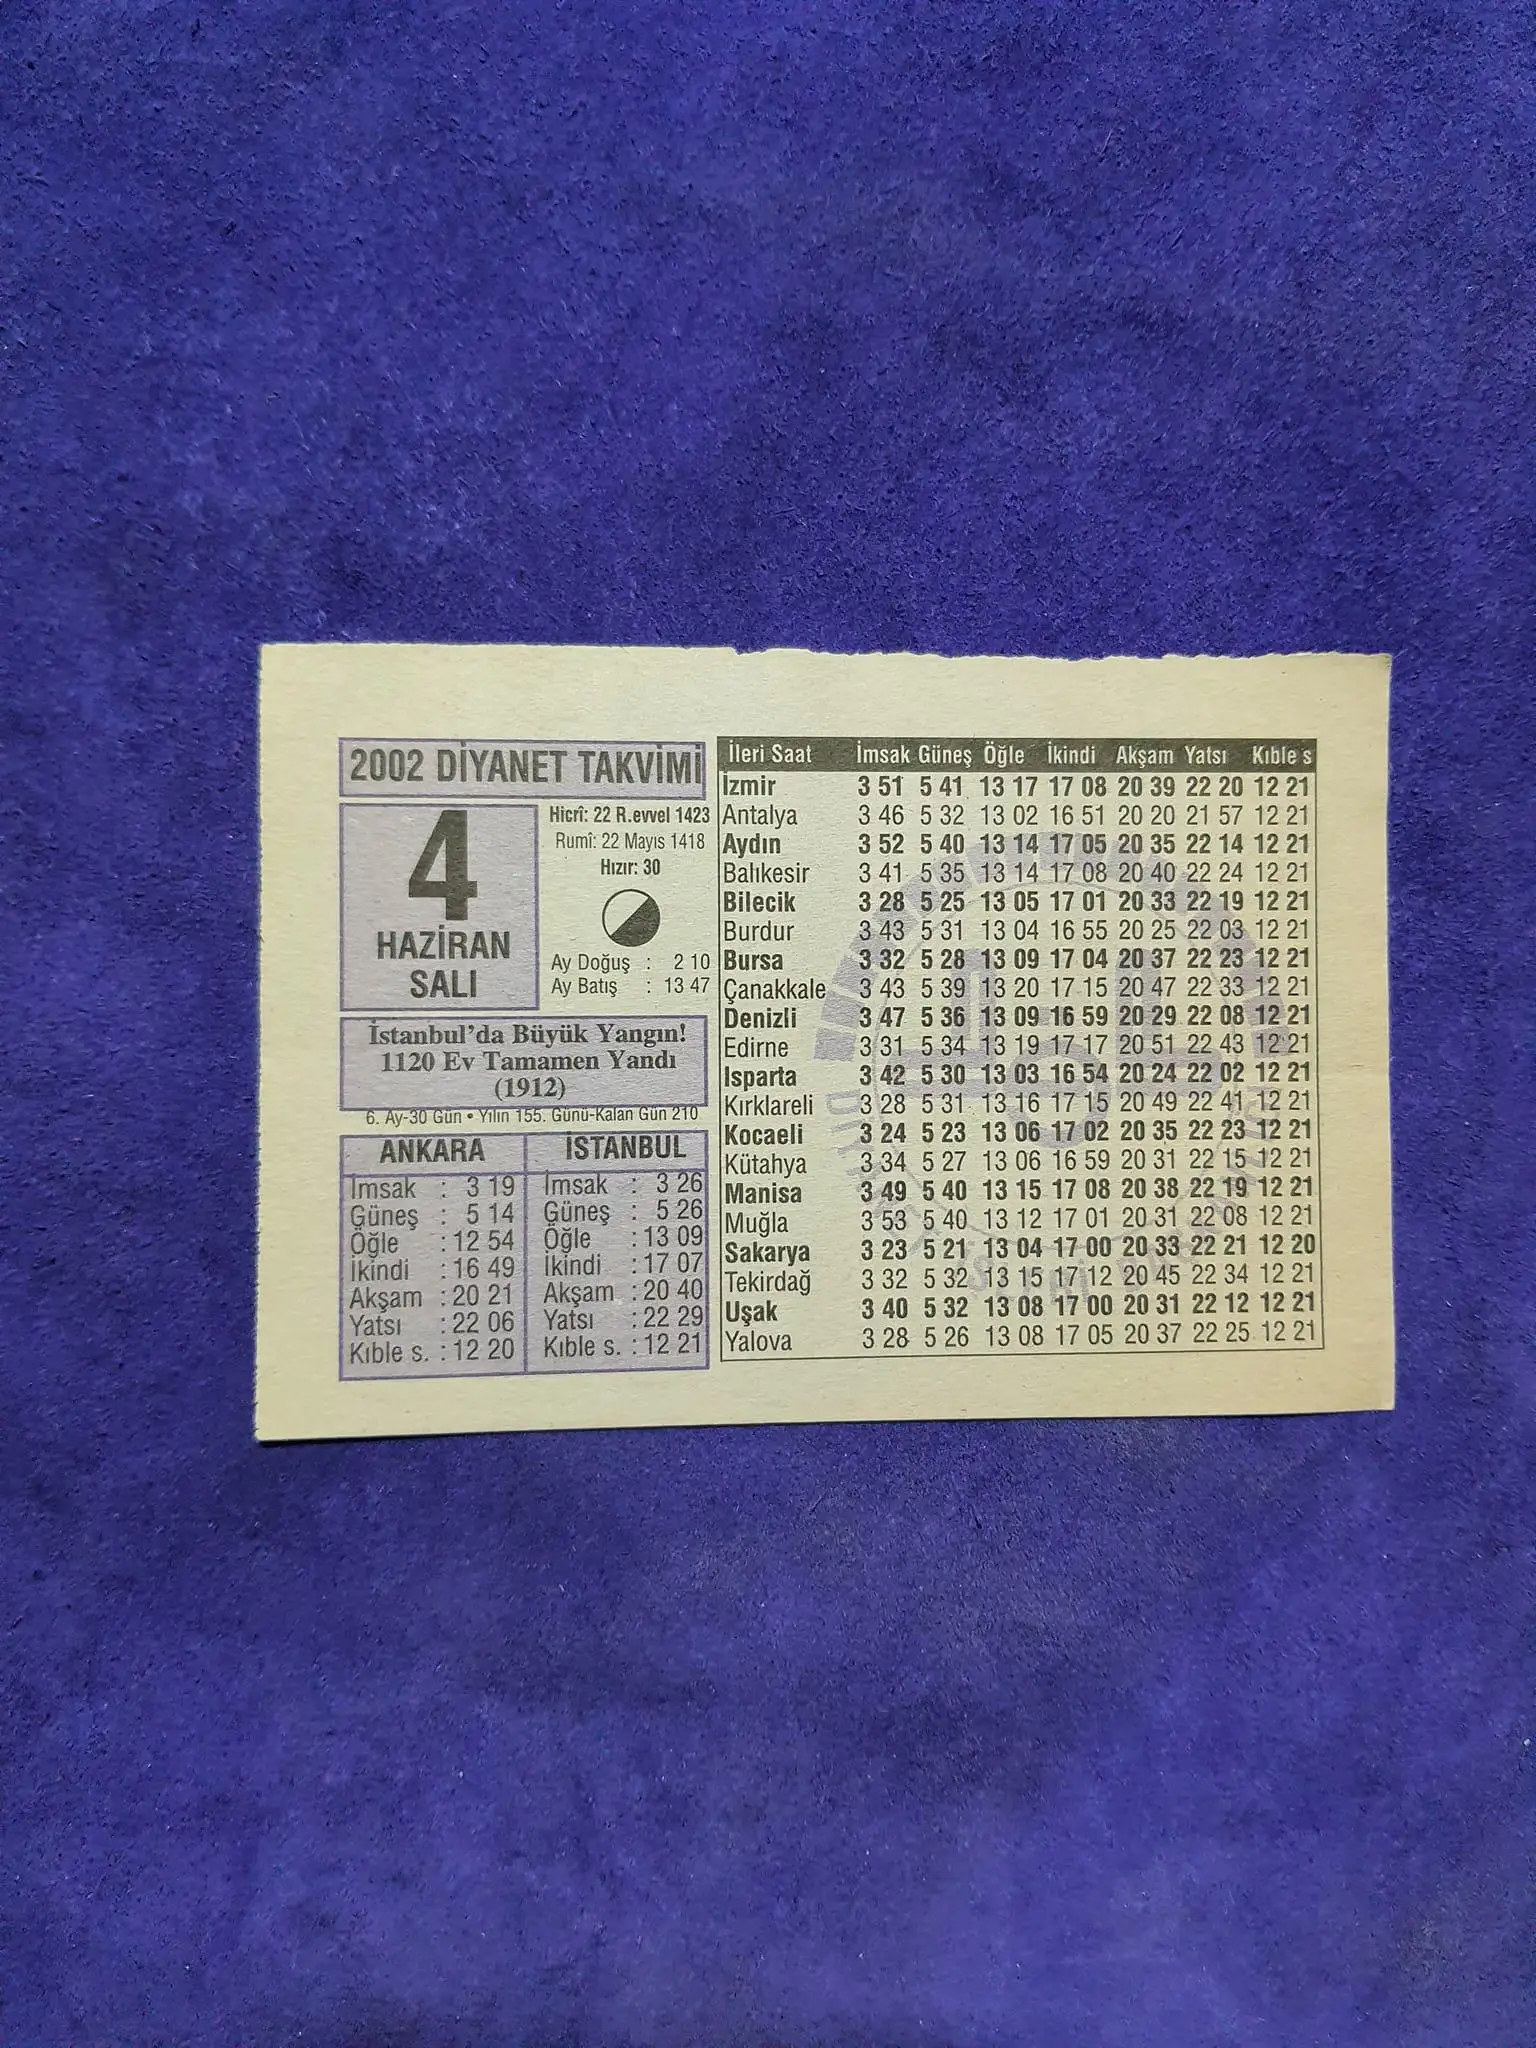 2002 DİYANET TAKVİMİ
4
HAZİRAN
SALI
Hicrî: 22 R.evvel 1423
Rumî: 22 Mayıs 1418
Hızır: 30
Ay Doğuş : 2 10
Ay Batış : 13 47
İstanbul'da Büyük Yangın!
1120 Ev Tamamen Yandı
(1912)
6. Ay-30 Gün • Yılın 155. Günü-Kalan Gün 210
ANKARA
İmsak : 3 19
Güneş : 5 14
Öğle : 12 54
İkindi : 16 49
Akşam : 20 21
Yatsı : 22 06
Kıble s. : 12 20
İSTANBUL
İmsak : 3 26
Güneş : 5 26
Öğle : 13 09
İkindi : 17 07
Akşam : 20 40
Yatsı : 22 29
Kıble s. : 12 21
İleri Saat İmsak Güneş Öğle İkindi Akşam Yatsı Kıble s
İzmir 3 51 5 41 13 17 17 08 20 39 22 20 12 21
Antalya 3 46 5 32 13 02 16 51 20 20 21 57 12 21
Aydın 3 52 5 40 13 14 17 05 20 35 22 14 12 21
Balıkesir 3 41 5 35 13 14 17 08 20 40 22 24 12 21
Bilecik 3 28 5 25 13 05 17 01 20 33 22 19 12 21
Burdur 3 43 5 31 13 04 16 55 20 25 22 03 12 21
Bursa 3 32 5 28 13 09 17 04 20 37 22 23 12 21
Çanakkale 3 43 5 39 13 20 17 15 20 47 22 33 12 21
Denizli 3 47 5 36 13 09 16 59 20 29 22 08 12 21
Edirne 3 31 5 34 13 19 17 17 20 51 22 43 12 21
Isparta 3 42 5 30 13 03 16 54 20 24 22 02 12 21
Kırklareli 3 28 5 31 13 16 17 15 20 49 22 41 12 21
Kocaeli 3 24 5 23 13 06 17 02 20 35 22 23 12 21
Kütahya 3 34 5 27 13 06 16 59 20 31 22 15 12 21
Manisa 3 49 5 40 13 15 17 08 20 38 22 19 12 21
Muğla 3 53 5 40 13 12 17 01 20 31 22 08 12 21
Sakarya 3 23 5 21 13 04 17 00 20 33 22 21 12 20
Tekirdağ 3 32 5 32 13 15 17 12 20 45 22 34 12 21
Uşak 3 40 5 32 13 08 17 00 20 31 22 12 12 21
Yalova 3 28 5 26 13 08 17 05 20 37 22 25 12 21